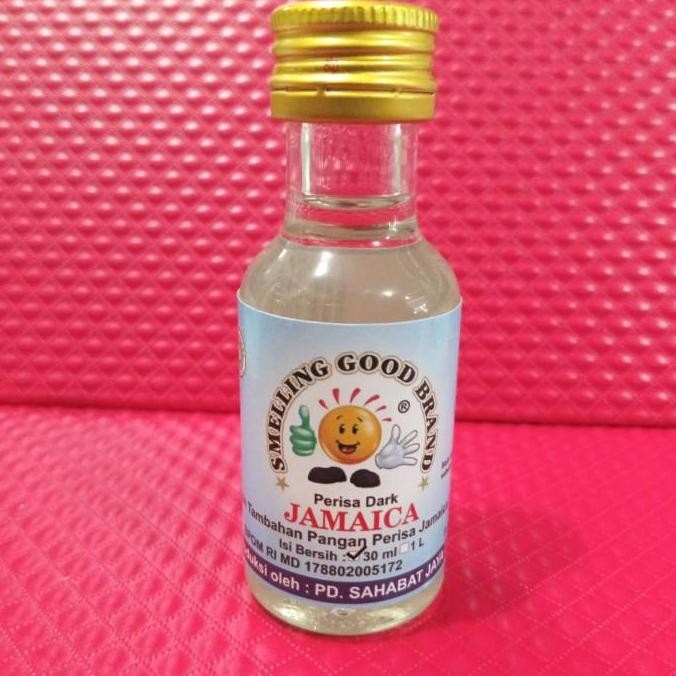 SMELLING GOOD BRAND
®
Perisa Dark
JAMAICA
Tambahan Pangan Perisa Jamaica
Isi Bersih : 30 ml 1 L
BPOM RI MD 178802005172
oleh : PD. SAHABAT JAYA